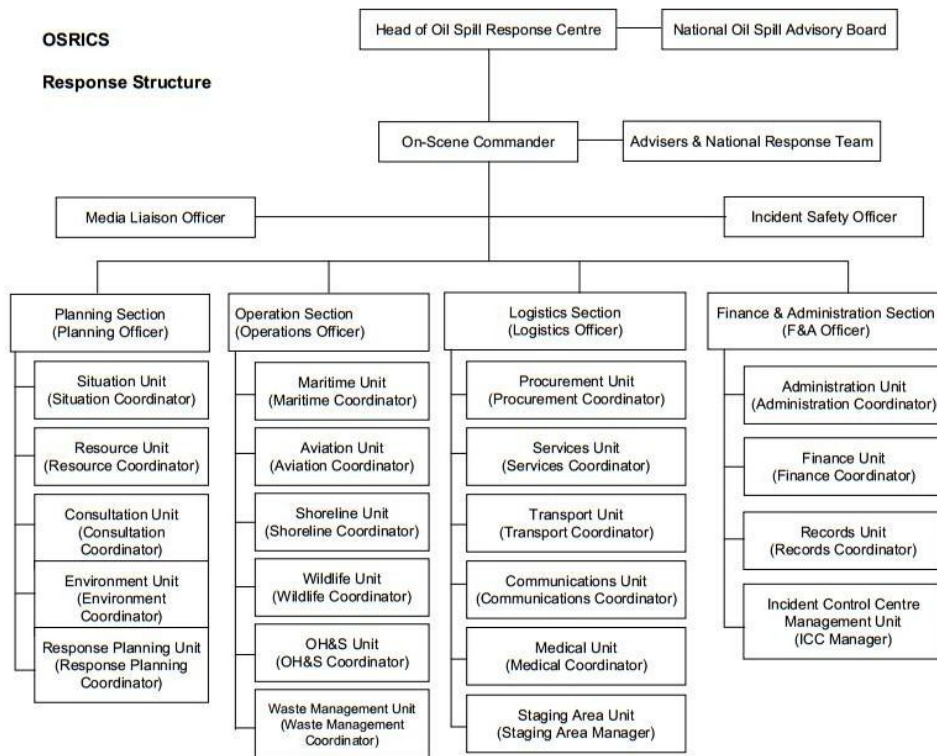 OSRICS
Response Structure
Head of Oil Spill Response Centre
National Oil Spill Advisory Board
On-Scene Commander
Advisers & National Response Team
Media Liaison Officer
Incident Safety Officer
Planning Section
(Planning Officer)
Situation Unit
(Situation Coordinator)
Resource Unit
(Resource Coordinator)
Consultation Unit
(Consultation
Coordinator)
Environment Unit
(Environment
Coordinator)
Response Planning Unit
(Response Planning
Coordinator)
Operation Section
(Operations Officer)
Maritime Unit
(Maritime Coordinator)
Aviation Unit
(Aviation Coordinator)
Shoreline Unit
(Shoreline Coordinator)
Wildlife Unit
(Wildlife Coordinator)
OH&S Unit
(OH&S Coordinator)
Waste Management Unit
(Waste Management
Coordinator)
Logistics Section
(Logistics Officer)
Procurement Unit
(Procurement Coordinator)
Services Unit
(Services Coordinator)
Transport Unit
(Transport Coordinator)
Communications Unit
(Communications Coordinator)
Medical Unit
(Medical Coordinator)
Staging Area Unit
(Staging Area Manager)
Finance & Administration Section
(F&A Officer)
Administration Unit
(Administration Coordinator)
Finance Unit
(Finance Coordinator)
Records Unit
(Records Coordinator)
Incident Control Centre
Management Unit
(ICC Manager)